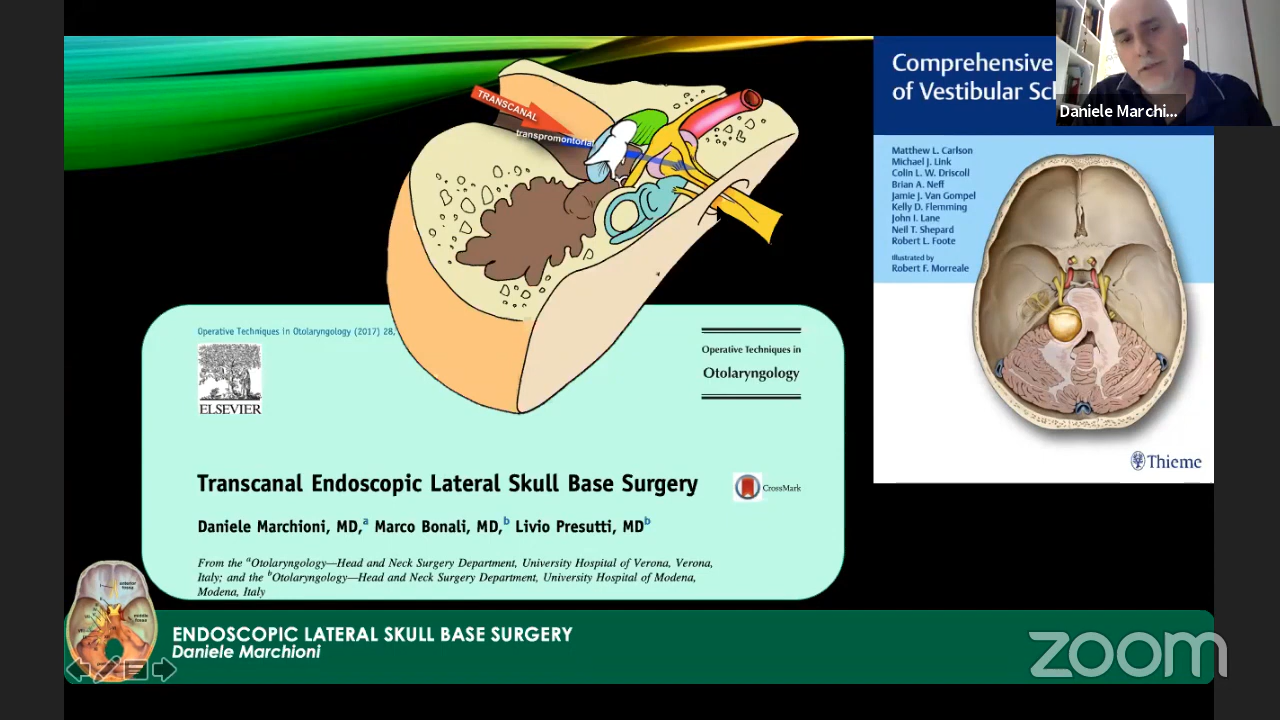 TRANSCANAL
transpromontorial
Comprehensive
of Vestibular Sc
Daniele Marchi...
Matthew L. Carlson
Michael J. Link
Colin L. W. Driscoll
Brian A. Neff
Jamie J. Van Gompel
Kelly D. Flemming
John I. Lane
Neil T. Shepard
Robert L. Foote
Illustrated by
Robert F. Morreale
Thieme
Operative Techniques in Otolaryngology (2017) 28,
ELSEVIER
Operative Techniques in
Otolaryngology
Transcanal Endoscopic Lateral Skull Base Surgery
CrossMark
Daniele Marchioni, MD,a Marco Bonali, MD,b Livio Presutti, MDb
From the aOtolaryngology—Head and Neck Surgery Department, University Hospital of Verona, Verona,
Italy; and the bOtolaryngology—Head and Neck Surgery Department, University Hospital of Modena,
Modena, Italy
ENDOSCOPIC LATERAL SKULL BASE SURGERY
Daniele Marchioni
zoom